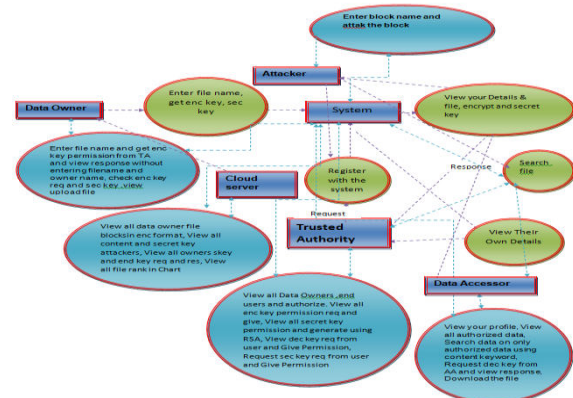 Enter block name and
attak the block
Attacker
Enter file name,
get enc key, sec
key
View your Details &
file, encrypt and secret
key
Data Owner
System
Enter file name and get enc
key permission from TA
and view response without
entering filename and
owner name, check enc key
req and sec key ,view
upload file
Cloud
server
Register
with the
system
Response
Search
file
Request
Trusted
Authority
View Their
Own Details
View all data owner file
blocksin enc format, View all
content and secret key
attackers, View all owners skey
and end key req and res, View
all file rank in Chart
Data Accessor
View all Data Owners ,and
users and authorize, View all
enc key permission req and
give, View all secret key
permission and generate using
RSA, View dec key req from
user and Give Permission,
Request sec key req from user
and Give Permission
View your profile, View
all authorized data,
Search data on only
authorized data using
content keyword,
Request dec key from
AA and view response,
Download the file